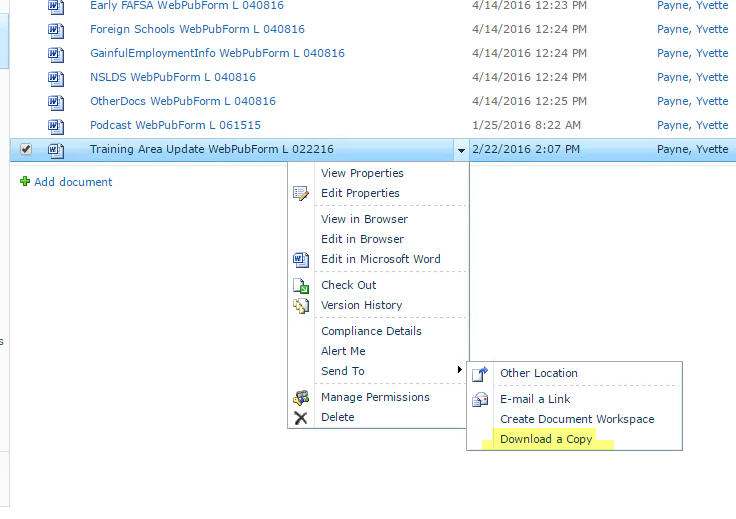 Early FAFSA WebPubForm L 040816 4/14/2016 12:23 PM Payne, Yvette
Foreign Schools WebPubForm L 040816 4/14/2016 12:24 PM Payne, Yvette
GainfulEmploymentInfo WebPubForm L 040816 4/14/2016 12:24 PM Payne, Yvette
NSLDS WebPubForm L 040816 4/14/2016 12:24 PM Payne, Yvette
OtherDocs WebPubForm L 040816 4/14/2016 12:25 PM Payne, Yvette
Podcast WebPubForm L 061515 1/25/2016 8:22 AM Payne, Yvette
Training Area Update WebPubForm L 022216 2/22/2016 2:07 PM Payne, Yvette
Add document
View Properties
Edit Properties
View in Browser
Edit in Browser
Edit in Microsoft Word
Check Out
Version History
Compliance Details
Alert Me
Send To
Manage Permissions
Delete
Other Location
E-mail a Link
Create Document Workspace
Download a Copy
s